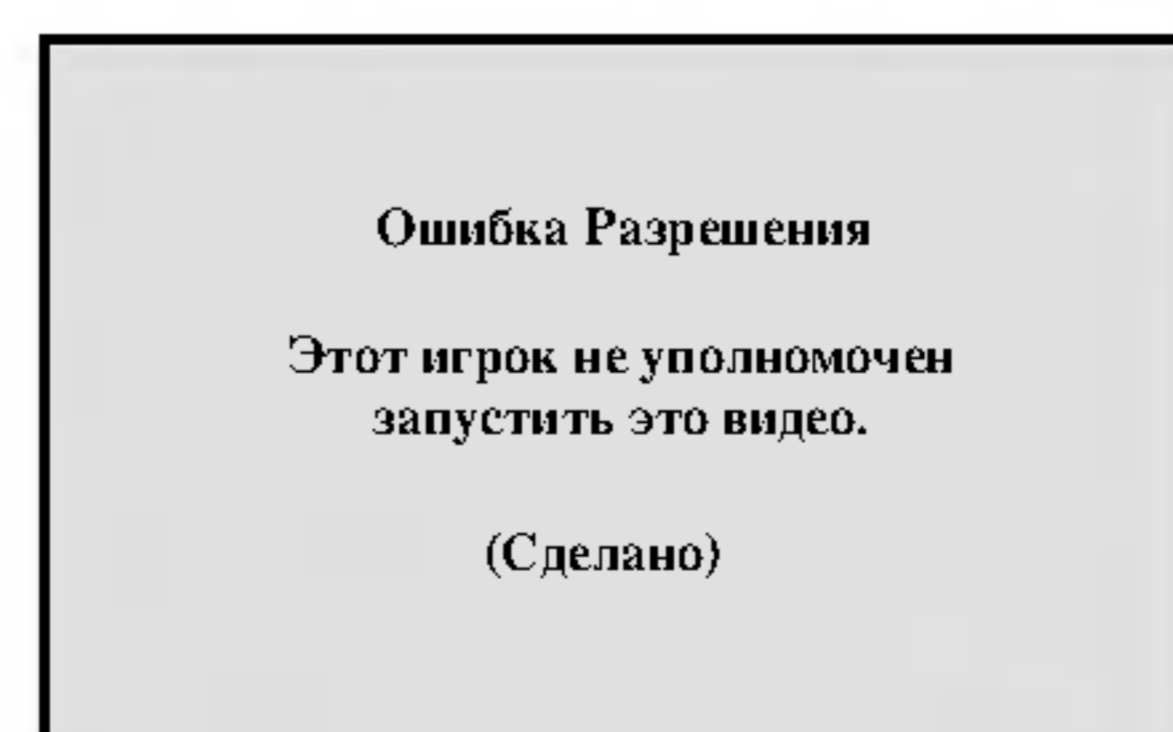 Ошибка Разрешения
Этот игрок не уполномочен
запустить это видео.
(Сделано)